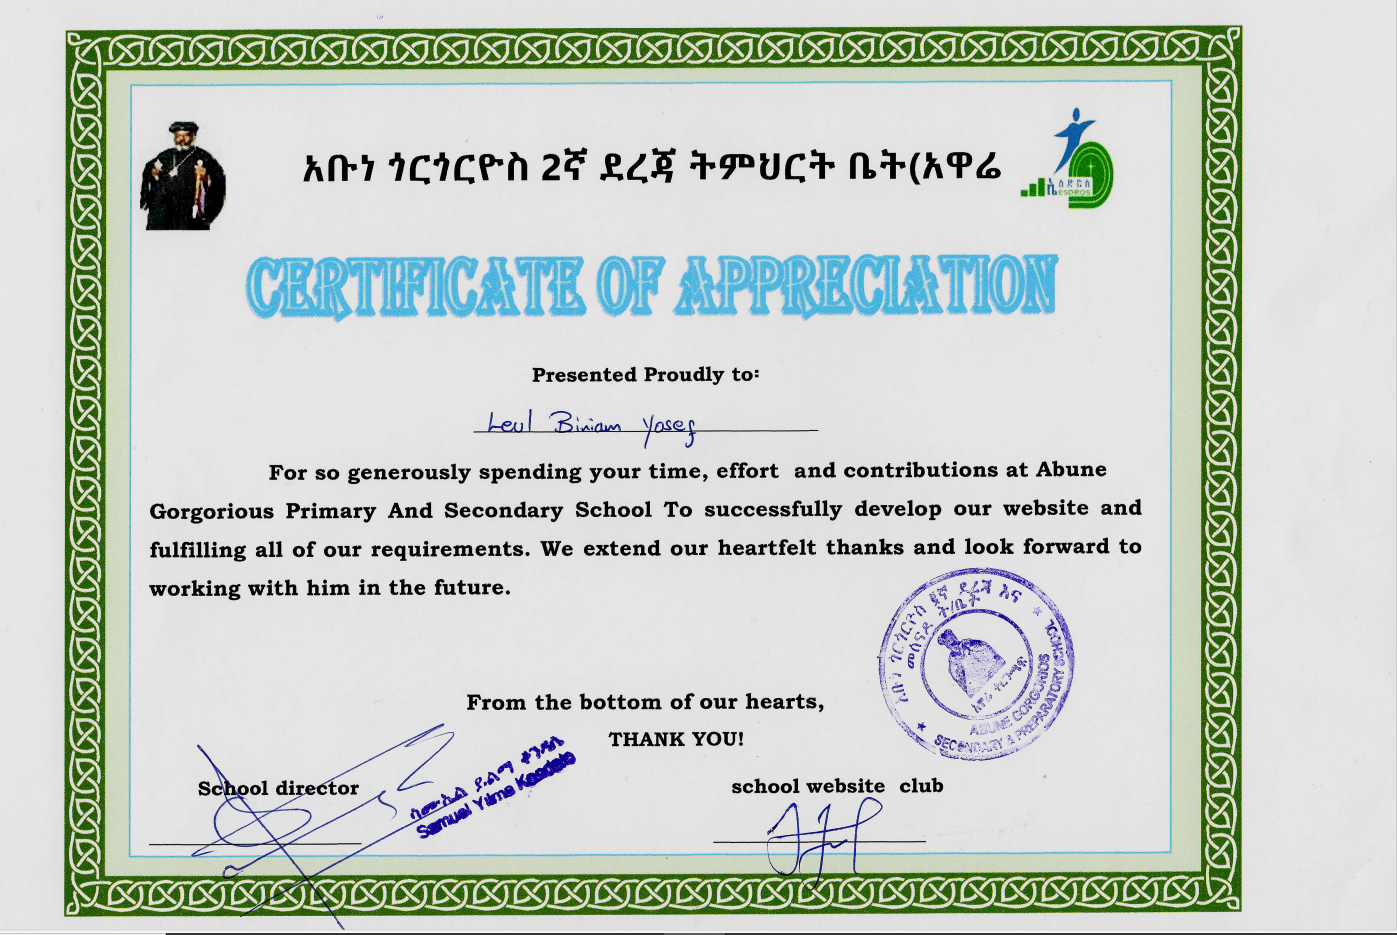 አቡነ ጎርጎርዮስ 2ኛ ደረጃ ትምህርት ቤት(አዋሬ
ኤስድሮስ
ESDROS
CERTIFICATE OF APPRECIATION
Presented Proudly to:
Leul Biniam Yosef
For so generously spending your time, effort and contributions at Abune
Gorgorious Primary And Secondary School To successfully develop our website and
fulfilling all of our requirements. We extend our heartfelt thanks and look forward to
working with him in the future.
አቡነ ጎርጎርዮስ ፪ኛ ደረጃ እና
መሰናዶ ት/ቤት
ABUNE GORGORIOS
SECONDARY & PREPARATORY SCHOOL
From the bottom of our hearts,
THANK YOU!
School director
ሳሙኤል ይልማ
Samuel Yilma
school website club